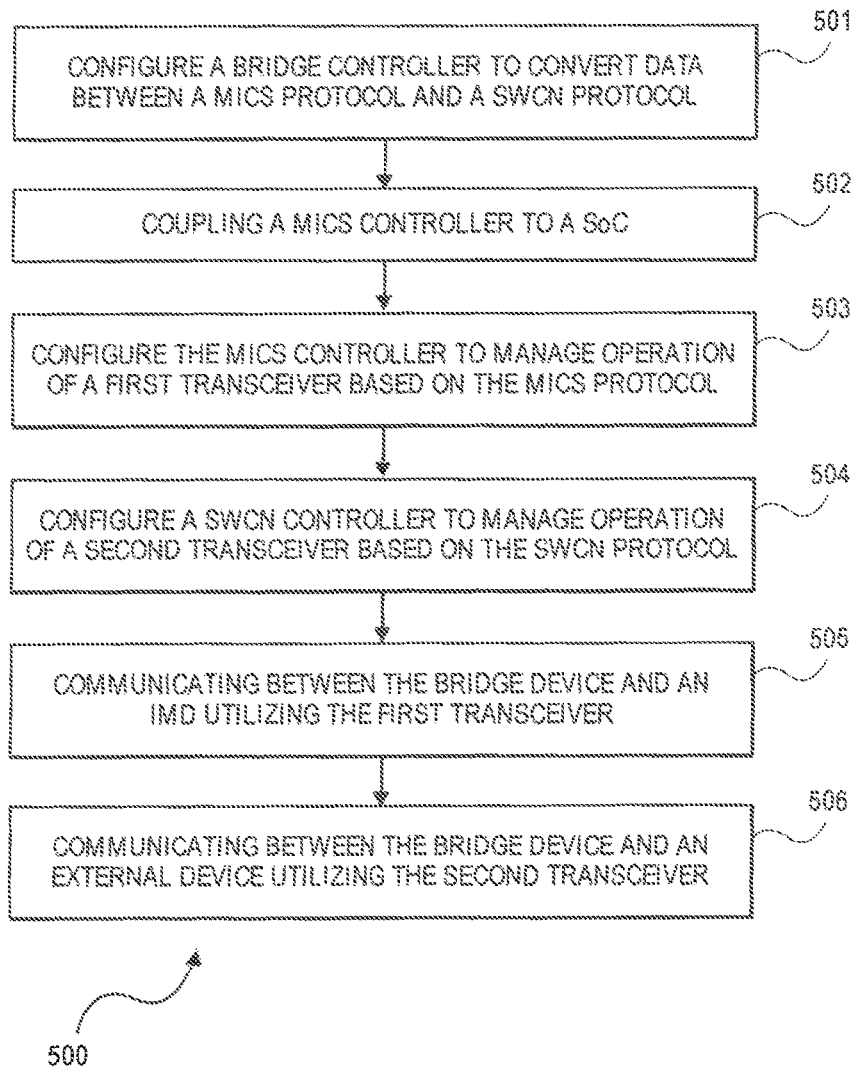 501
CONFIGURE A BRIDGE CONTROLLER TO CONVERT DATA
BETWEEN A MICS PROTOCOL AND A SWCN PROTOCOL
502
COUPLING A MICS CONTROLLER TO A SoC
503
CONFIGURE THE MICS CONTROLLER TO MANAGE OPERATION
OF A FIRST TRANSCEIVER BASED ON THE MICS PROTOCOL
504
CONFIGURE A SWCN CONTROLLER TO MANAGE OPERATION
OF A SECOND TRANSCEIVER BASED ON THE SWCN PROTOCOL
505
COMMUNICATING BETWEEN THE BRIDGE DEVICE AND AN
IMD UTILIZING THE FIRST TRANSCEIVER
506
COMMUNICATING BETWEEN THE BRIDGE DEVICE AND AN
EXTERNAL DEVICE UTILIZING THE SECOND TRANSCEIVER
500